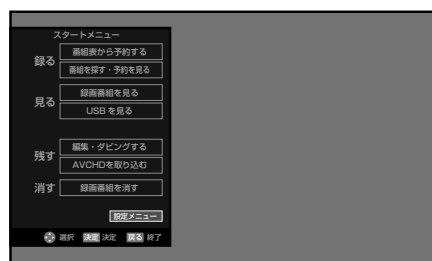 スタートメニュー
録る
番組表から予約する
番組を探す・予約を見る
見る
録画番組を見る
USBを見る
残す
編集・ダビングする
AVCHDを取り込む
消す
録画番組を消す
設定メニュー
選択 決定 決定 戻る 終了